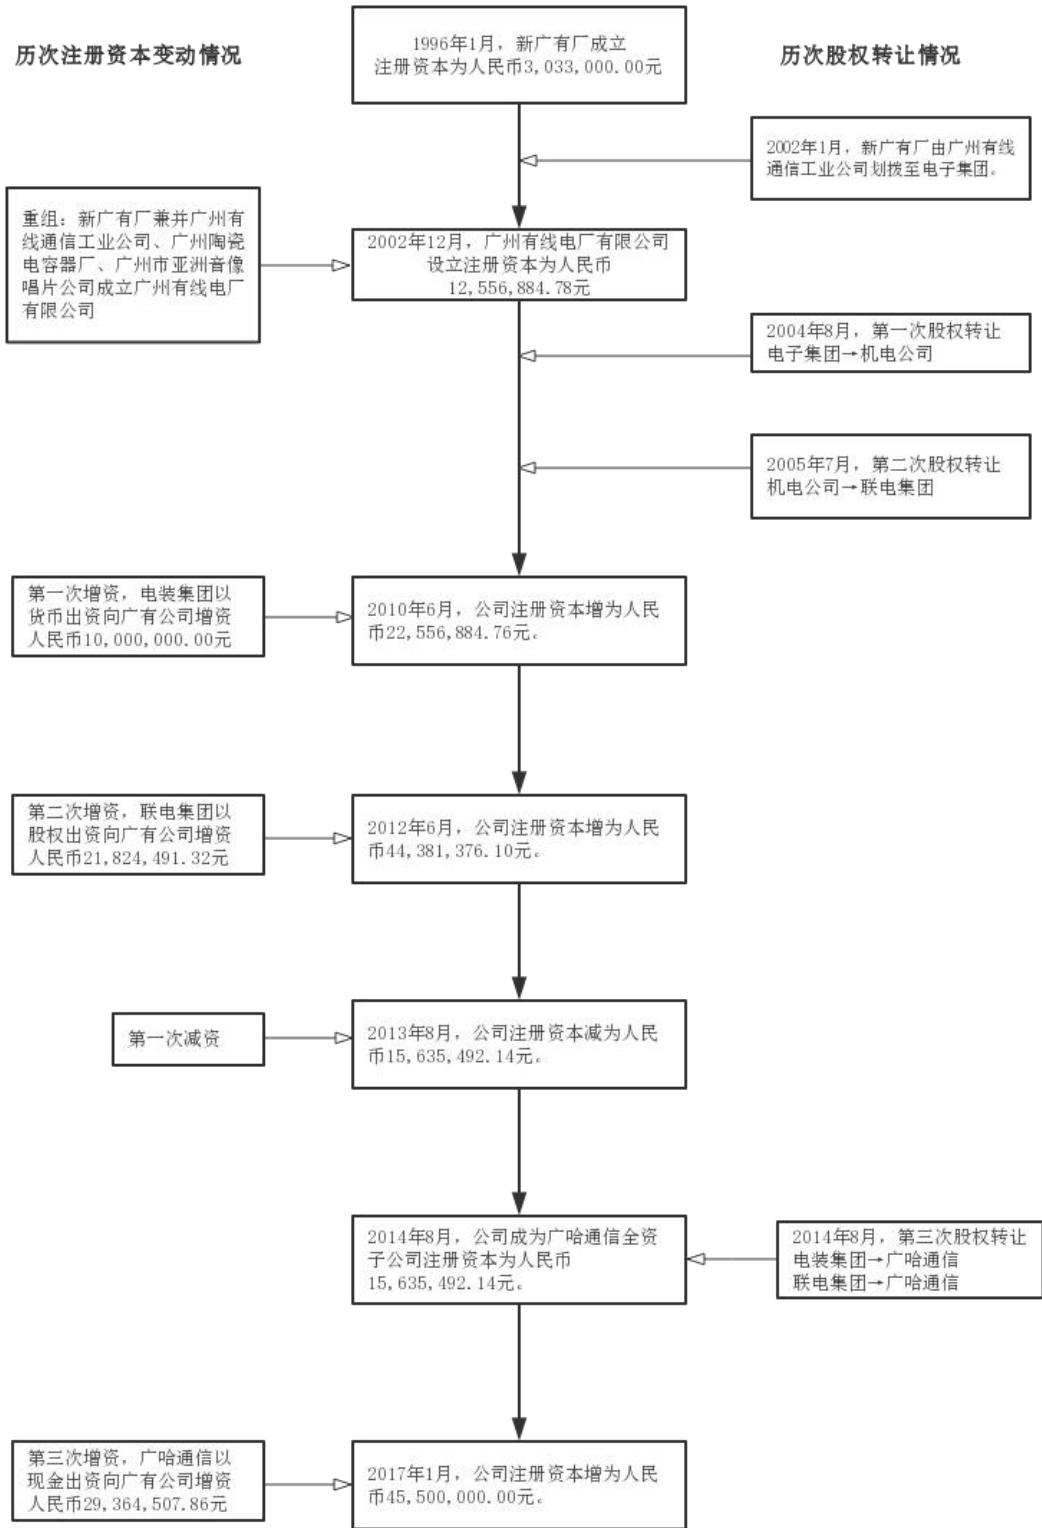 历次注册资本变动情况
历次股权转让情况
1996年1月，新广有厂成立
注册资本为人民币3,033,000.00元
2002年1月，新广有厂由广州有线
通信工业公司划拨至电子集团。
重组：新广有厂兼并广州有
线通信工业公司、广州陶瓷
电容器厂、广州市亚洲音像
唱片公司成立广州有线电厂
有限公司
2002年12月，广州有线电厂有限公司
设立注册资本为人民币
12,556,884.78元
2004年8月，第一次股权转让
电子集团→机电公司
2005年7月，第二次股权转让
机电公司→联电集团
第一次增资，电装集团以
货币出资向广有公司增资
人民币10,000,000.00元
2010年6月，公司注册资本增为人民
币22,556,884.76元。
第二次增资，联电集团以
股权出资向广有公司增资
人民币21,824,491.32元
2012年6月，公司注册资本增为人民
币44,381,376.10元。
第一次减资
2013年8月，公司注册资本减为人民
币15,635,492.14元。
2014年8月，公司成为广哈通信全资
子公司注册资本为人民币
15,635,492.14元。
2014年8月，第三次股权转让
电装集团→广哈通信
联电集团→广哈通信
第三次增资，广哈通信以
现金出资向广有公司增资
人民币29,364,507.86元
2017年1月，公司注册资本增为人民
币45,500,000.00元。